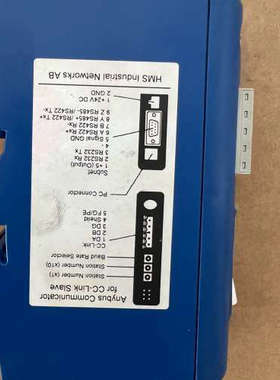 Anybus Communicator
for CC-Link Slave
Station Number (x1)
Station Number (x10)
Baud Rate Selector
CC-Link
1 DA
2 DB
3 DG
4 Shield
5 FG/PE
PC Connector
Subnet
1 +5 (Output)
2 RS232 Rx
3 RS232 Tx
4 -
5 Signal GND
6 A RS422 Rx+
7 B RS422 Rx-
8 Y RS485+/RS422 Tx+
9 Z RS485-/RS422 Tx-
1 +24V DC
2 GND
HMS Industrial Networks AB